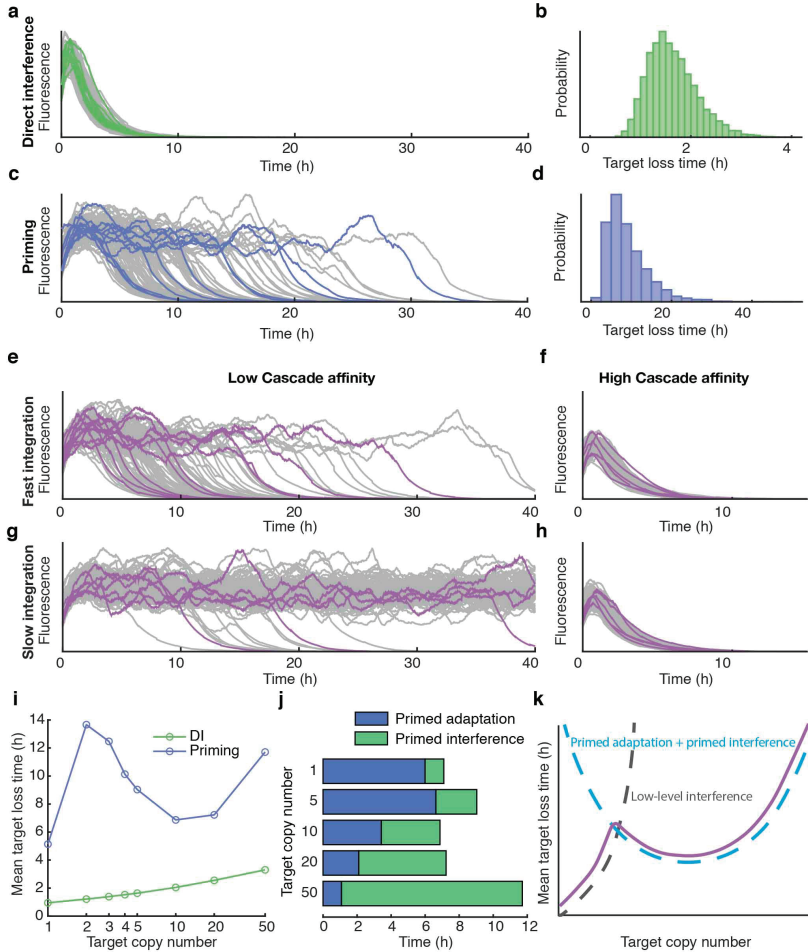 a
Direct interference
Fluorescence
0 10 20 30 40
Time (h)
b
Probability
0 2 4
Target loss time (h)
c
Priming
Fluorescence
0 10 20 30 40
Time (h)
d
Probability
0 20 40
Target loss time (h)
Low Cascade affinity
High Cascade affinity
e
Fast integration
Fluorescence
0 10 20 30 40
Time (h)
f
Fluorescence
0 10
Time (h)
g
Slow integration
Fluorescence
0 10 20 30 40
Time (h)
h
Fluorescence
0 10
Time (h)
i
Mean target loss time (h)
14
12
10
8
6
4
2
0
DI
Priming
1 2 3 4 5 10 20 50
Target copy number
j
Primed adaptation
Primed interference
Target copy number
1
5
10
20
50
0 2 4 6 8 10 12
Time (h)
k
Mean target loss time (h)
Primed adaptation + primed interference
Low-level interference
Target copy number